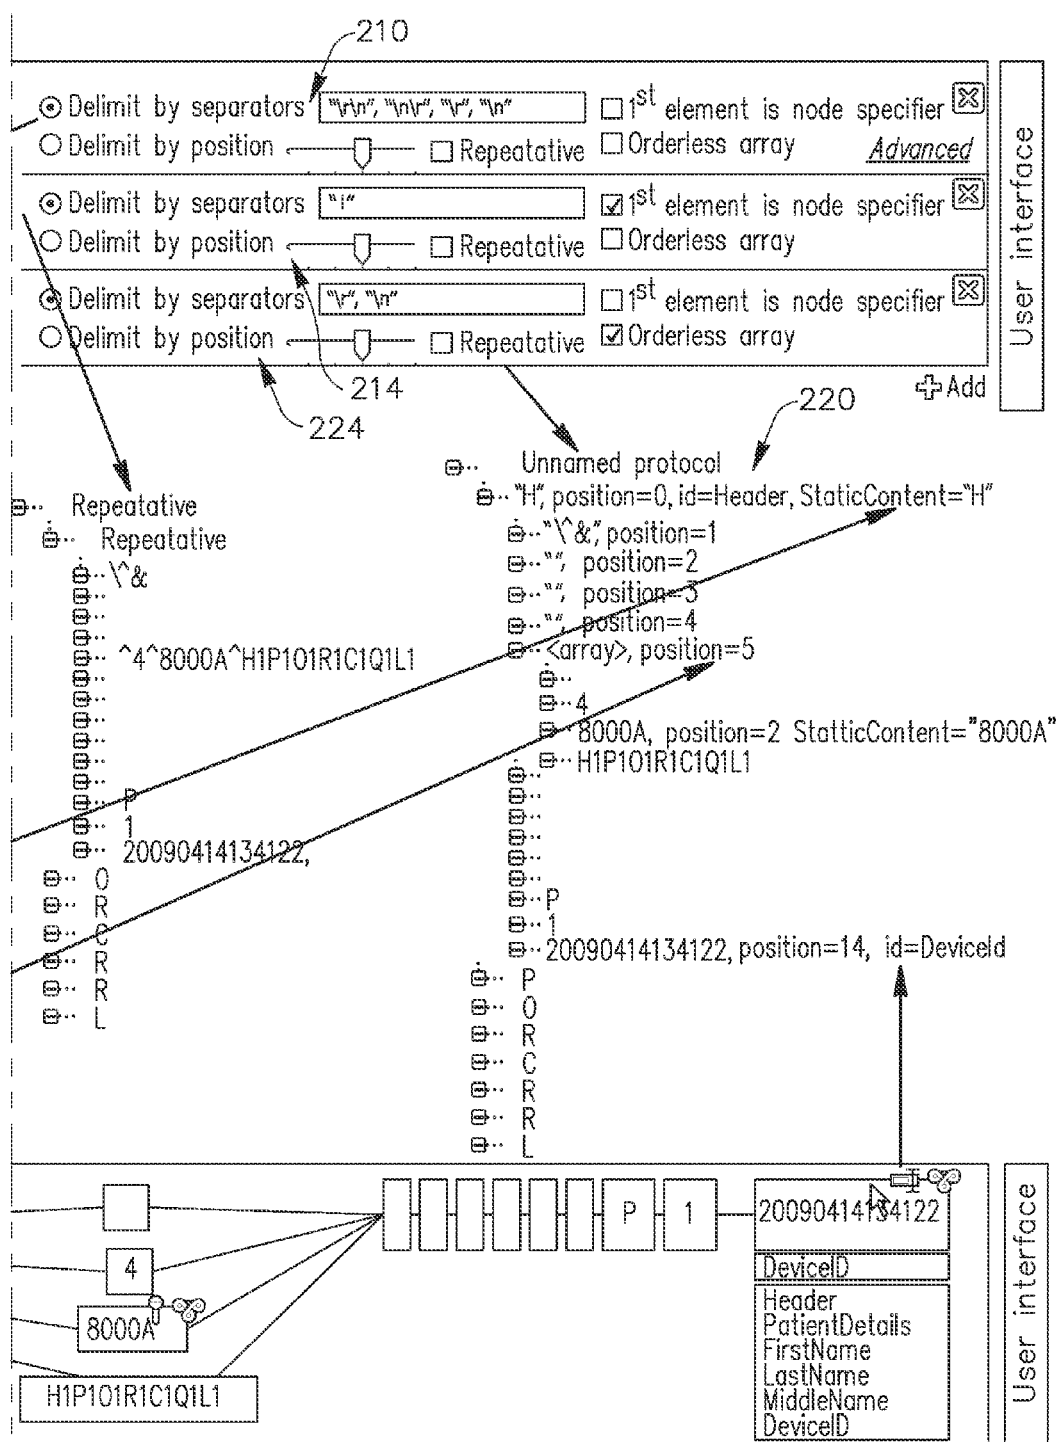 210
Delimit by separators "\r\n", "\n\r", "\r", "\n" 1st element is node specifier
Delimit by position Repeatative Orderless array Advanced
Delimit by separators "|" 1st element is node specifier
Delimit by position Repeatative Orderless array
Delimit by separators "\r", "\n" 1st element is node specifier
Delimit by position Repeatative Orderless array
User interface
214
224
Add
220
Repeatative
Repeatative
\^&
^4^8000A^H1P1O1R1C1Q1L1
P
1
20090414134122,
O
R
C
R
R
L
Unnamed protocol
"H", position=0, id=Header, StaticContent="H"
"\^&", position=1
"", position=2
"", position=3
"", position=4
<array>, position=5
4
8000A, position=2 StatticContent="8000A"
H1P1O1R1C1Q1L1
P
1
20090414134122, position=14, id=DeviceId
P
O
R
C
R
R
L
4
8000A
H1P1O1R1C1Q1L1
P 1 20090414134122
DeviceID
Header
PatientDetails
FirstName
LastName
MiddleName
DeviceID
User interface